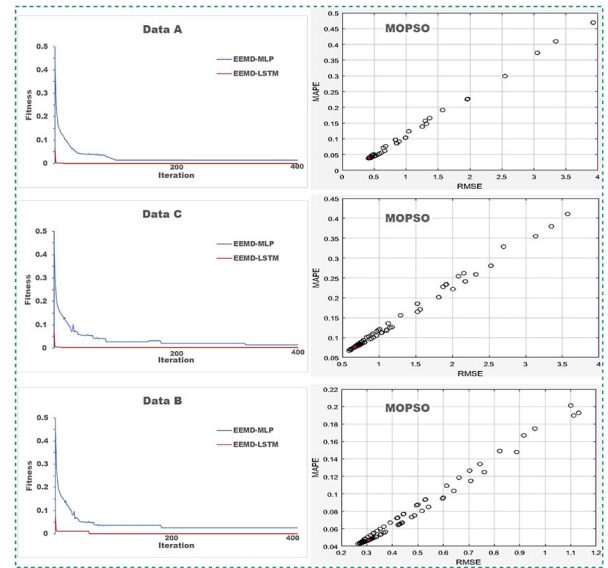 Data A
Fitness
0.5
0.4
0.3
0.2
0.1
0
EEMD-MLP
EEMD-LSTM
200
400
Iteration
MOPSO
MAPE
0.5
0.45
0.4
0.35
0.3
0.25
0.2
0.15
0.1
0.05
0
0 0.5 1 1.5 2 2.5 3 3.5 4
RMSE
Data C
Fitness
0.5
0.4
0.3
0.2
0.1
0
EEMD-MLP
EEMD-LSTM
200
400
Iteration
MOPSO
MAPE
0.45
0.4
0.35
0.3
0.25
0.2
0.15
0.1
0.05
0.5 1 1.5 2 2.5 3 3.5 4
RMSE
Data B
Fitness
0.5
0.4
0.3
0.2
0.1
0
EEMD-MLP
EEMD-LSTM
200
400
Iteration
MOPSO
MAPE
0.22
0.2
0.18
0.16
0.14
0.12
0.1
0.08
0.06
0.04
0.2 0.3 0.4 0.5 0.6 0.7 0.8 0.9 1 1.1 1.2
RMSE